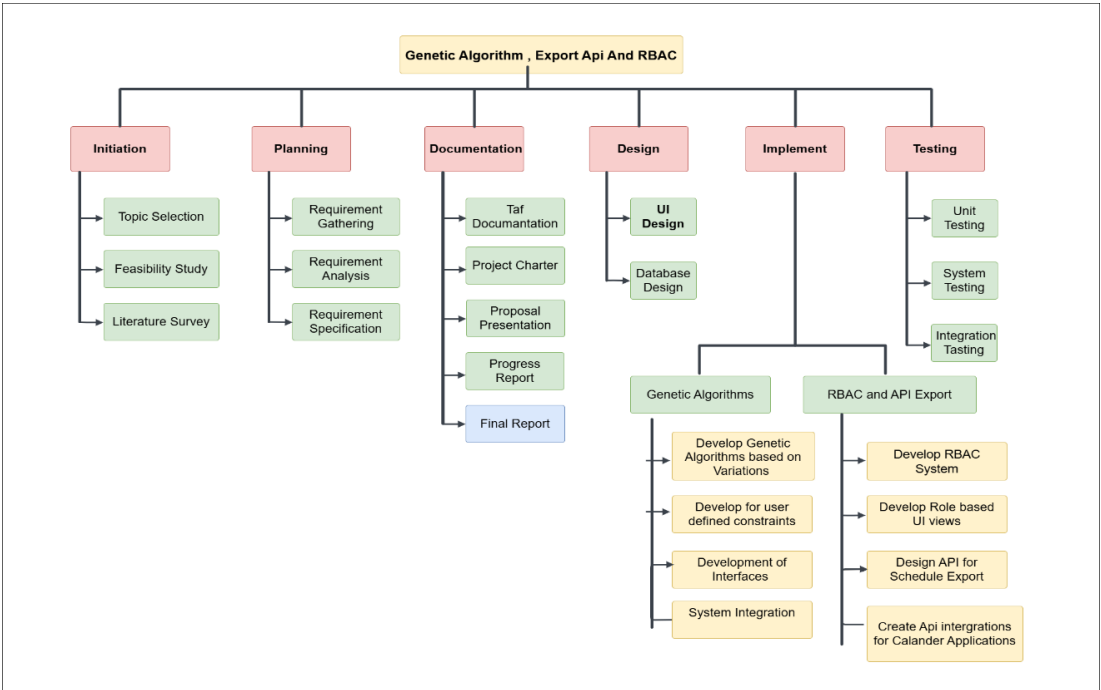 Genetic Algorithm , Export Api And RBAC
Initiation
Planning
Documentation
Design
Implement
Testing
Topic Selection
Feasibility Study
Literature Survey
Requirement
Gathering
Requirement
Analysis
Requirement
Specification
Taf
Documantation
Project Charter
Proposal
Presentation
Progress
Report
Final Report
UI
Design
Database
Design
Unit
Testing
System
Testing
Integration
Tasting
Genetic Algorithms
Develop Genetic
Algorithms based on
Variations
Develop for user
defined constraints
Development of
Interfaces
System Integration
RBAC and API Export
Develop RBAC
System
Develop Role based
UI views
Design API for
Schedule Export
Create Api intergrations
for Calander Applications